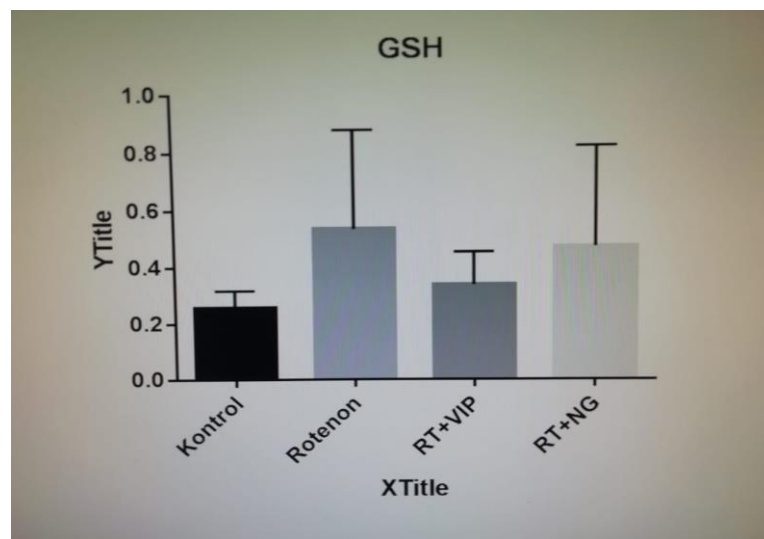 GSH
YTitle
1.0
0.8
0.6
0.4
0.2
0.0
Kontrol
Rotenon
RT+VIP
RT+NG
XTitle